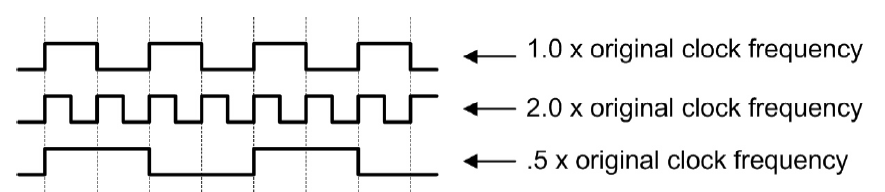 1.0 x original clock frequency
2.0 x original clock frequency
.5 x original clock frequency